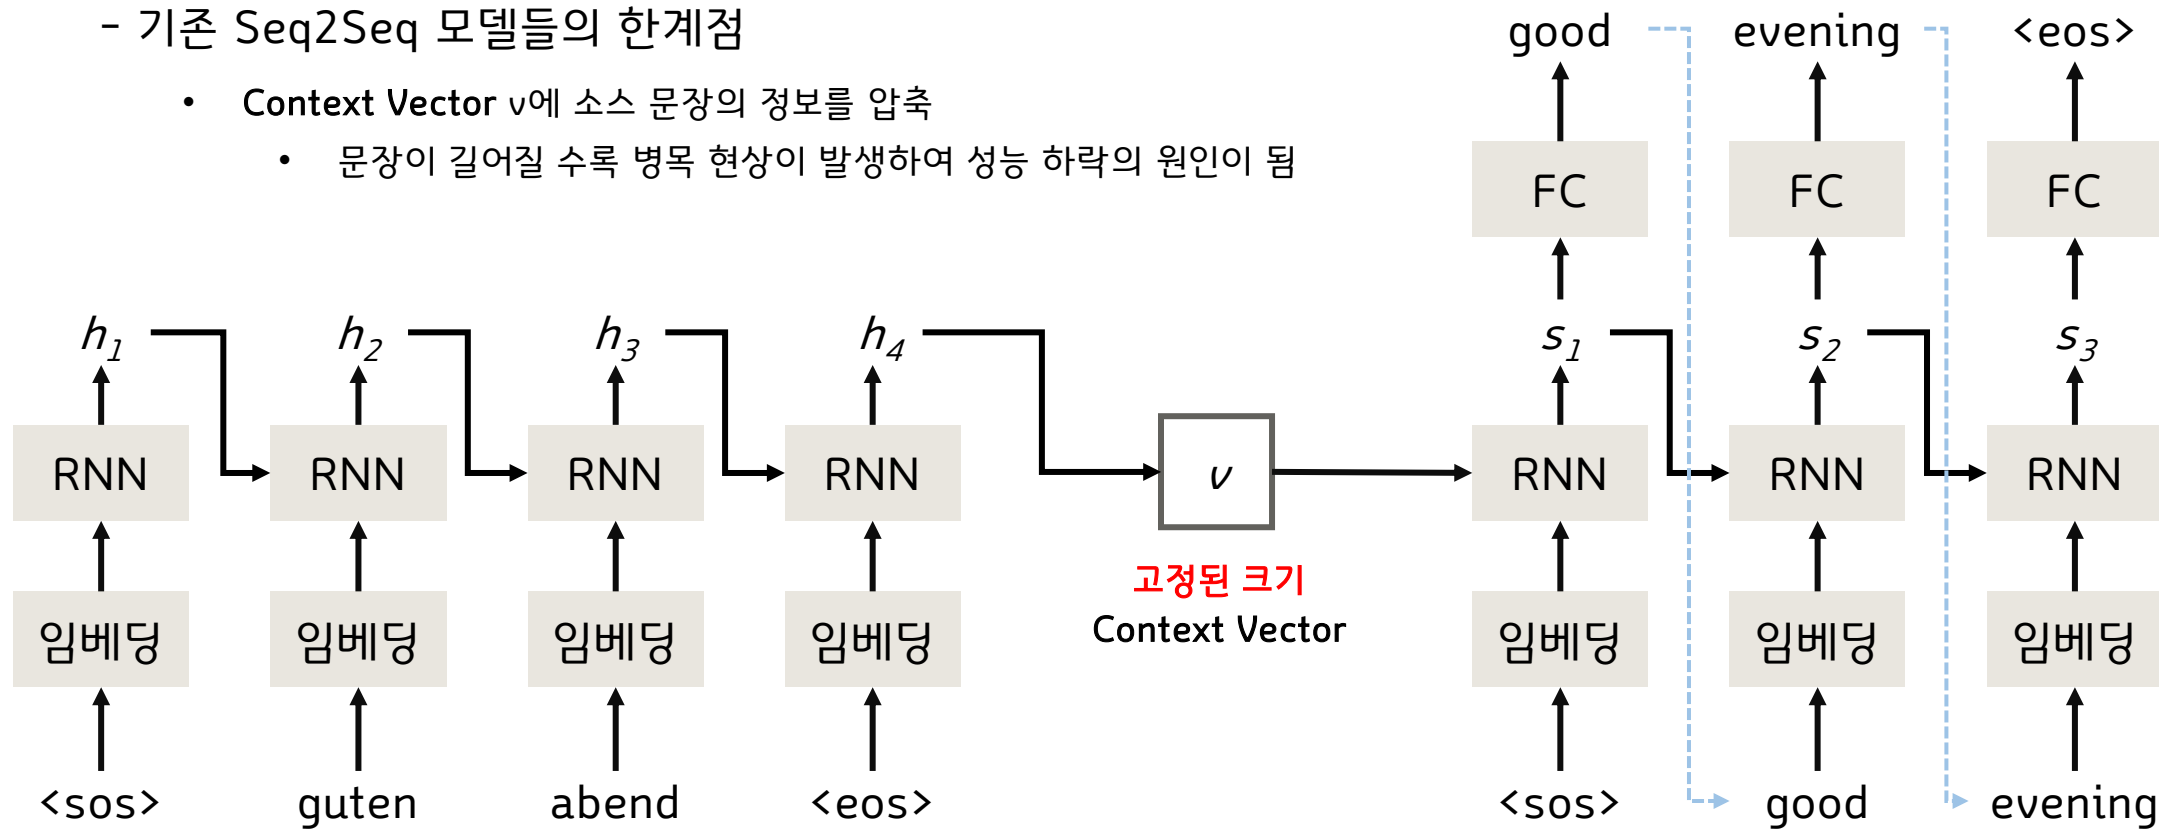 - 기존 Seq2Seq 모델들의 한계점
• Context Vector v에 소스 문장의 정보를 압축
• 문장이 길어질 수록 병목 현상이 발생하여 성능 하락의 원인이 됨
good evening <eos>
FC FC FC
h1 h2 h3 h4 s1 s2 s3
RNN RNN RNN RNN v RNN RNN RNN
고정된 크기
Context Vector
임베딩 임베딩 임베딩 임베딩 임베딩 임베딩 임베딩
<sos> guten abend <eos> <sos> good evening